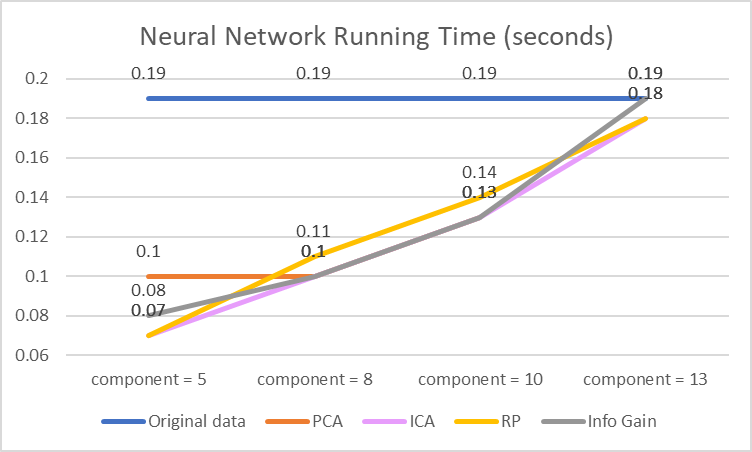 Neural Network Running Time (seconds)
0.2
0.18
0.16
0.14
0.12
0.1
0.08
0.06
0.19
0.19
0.19
0.19
0.18
0.14
0.13
0.11
0.1
0.1
0.08
0.07
component = 5
component = 8
component = 10
component = 13
Original data
PCA
ICA
RP
Info Gain